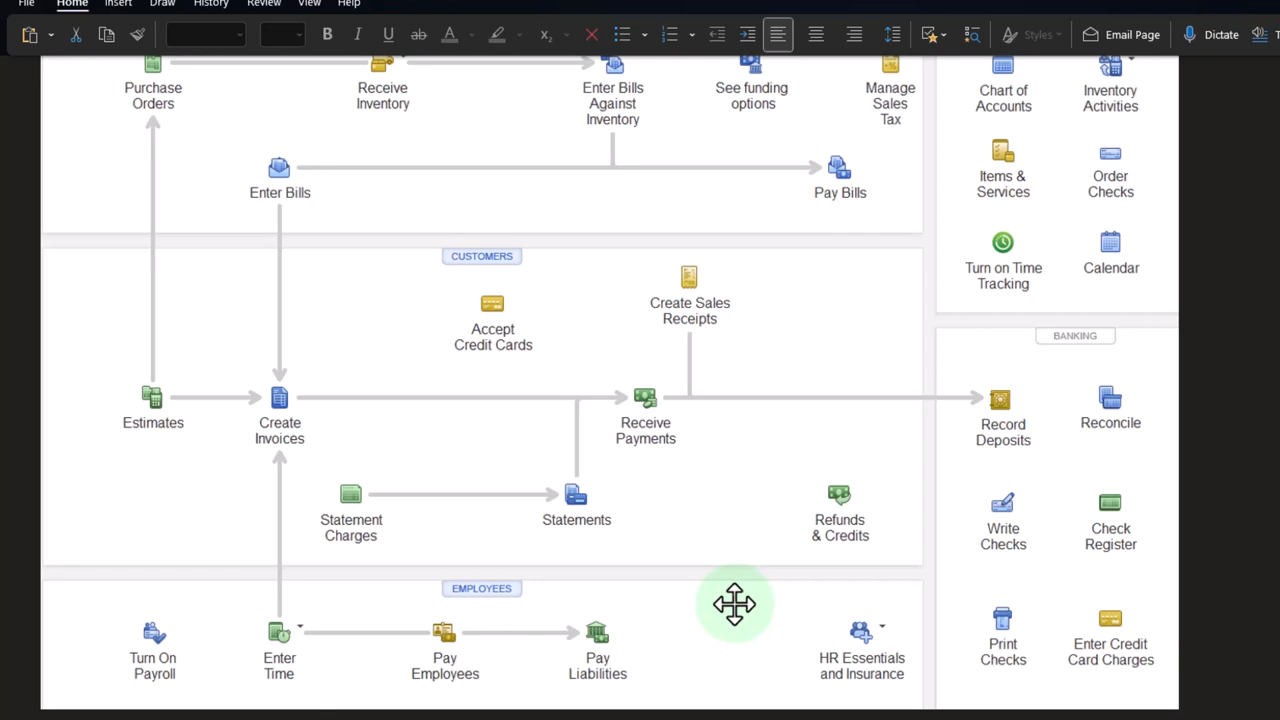 File Home Insert Draw History Review View Help
Styles Email Page Dictate T
Purchase
Orders
Receive
Inventory
Enter Bills
Against
Inventory
See funding
options
Manage
Sales
Tax
Chart of
Accounts
Inventory
Activities
Enter Bills
Pay Bills
Items &
Services
Order
Checks
Turn on Time
Tracking
Calendar
CUSTOMERS
Accept
Credit Cards
Create Sales
Receipts
Estimates
Create
Invoices
Receive
Payments
Statement
Charges
Statements
Refunds
& Credits
BANKING
Record
Deposits
Reconcile
Write
Checks
Check
Register
Print
Checks
Enter Credit
Card Charges
EMPLOYEES
Turn On
Payroll
Enter
Time
Pay
Employees
Pay
Liabilities
HR Essentials
and Insurance